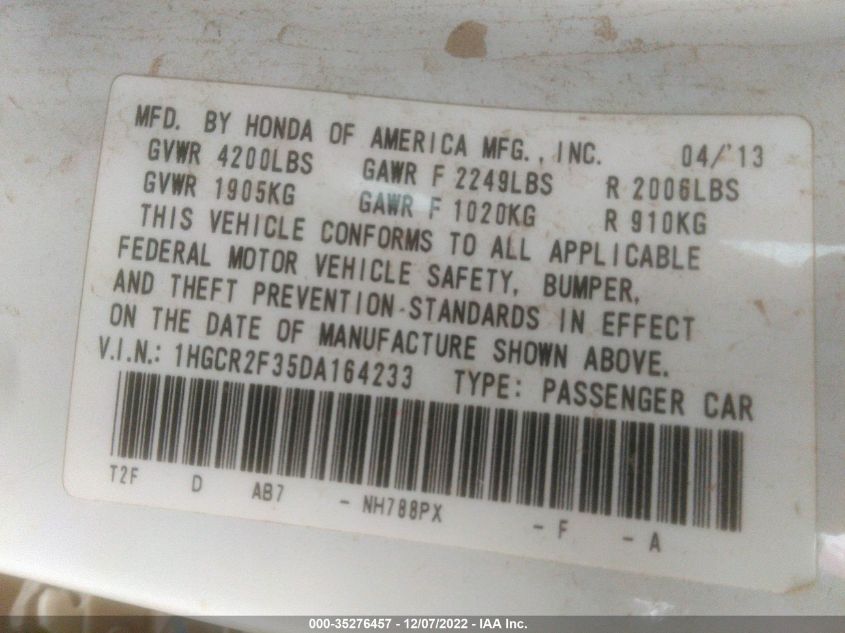 MFD. BY HONDA OF AMERICA MFG., INC. 04/'13
GVWR 4200LBS GAWR F 2249LBS R 2006LBS
GVWR 1905KG GAWR F 1020KG R 910KG
THIS VEHICLE CONFORMS TO ALL APPLICABLE
FEDERAL MOTOR VEHICLE SAFETY, BUMPER,
AND THEFT PREVENTION STANDARDS IN EFFECT
ON THE DATE OF MANUFACTURE SHOWN ABOVE.
V.I.N.: 1HGCR2F35DA164233 TYPE: PASSENGER CAR
T2F D AB7 - NH788PX - F - A
000-35276457 - 12/07/2022 - IAA Inc.